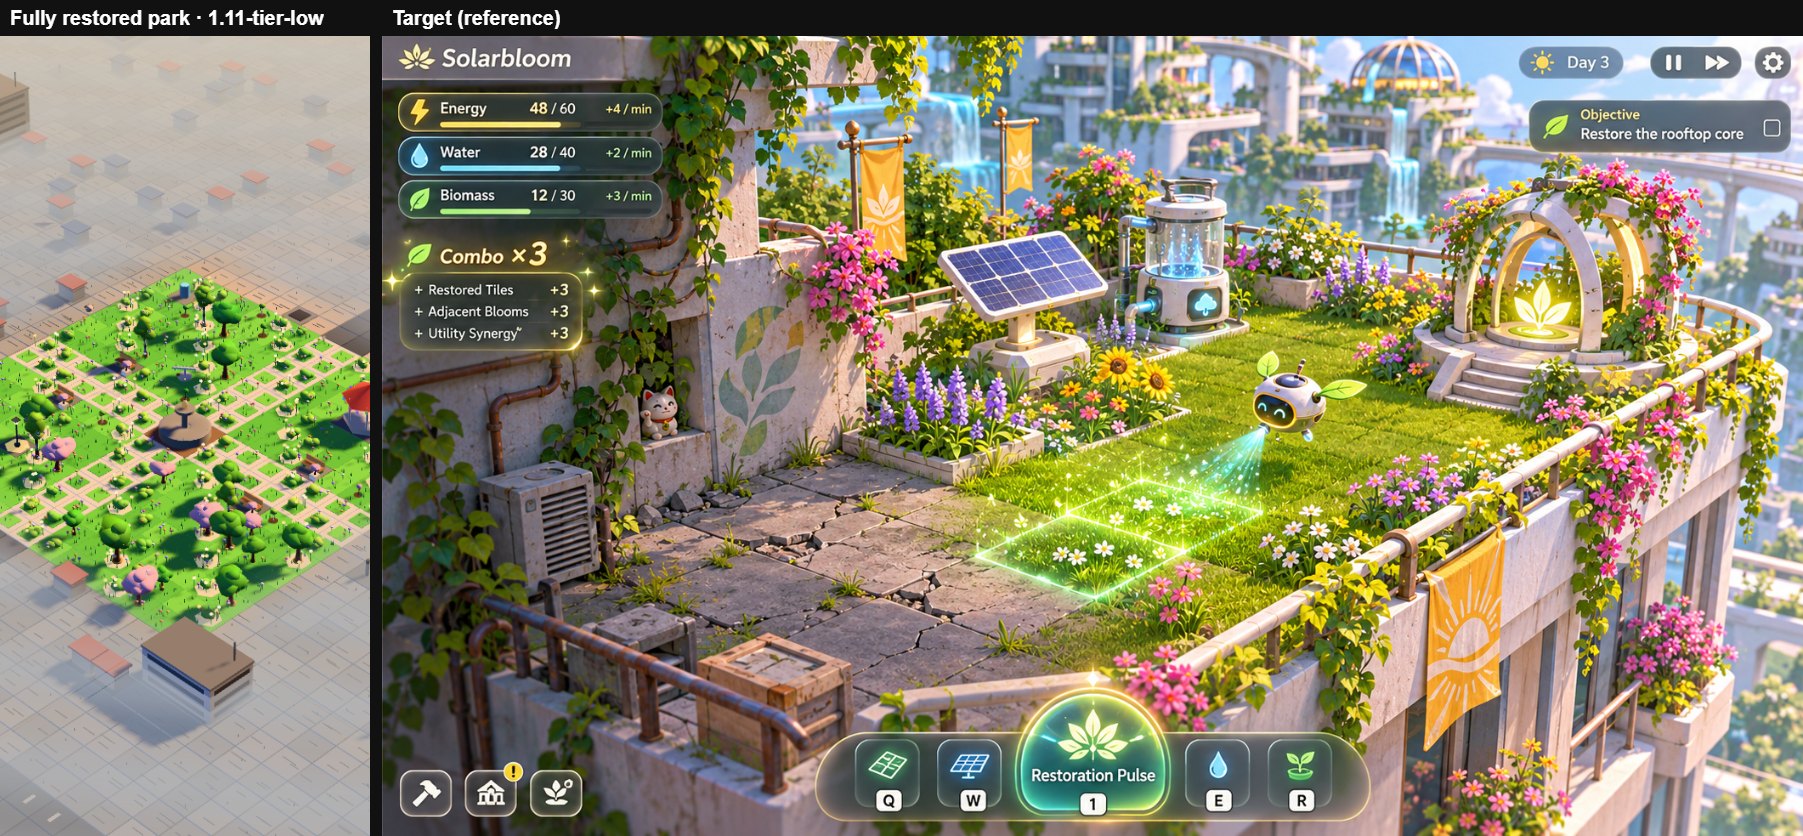 Fully restored park · 1.11-tier-low
Target (reference)
Solarbloom
Energy 48 / 60 +4 / min
Water 28 / 40 +2 / min
Biomass 12 / 30 +3 / min
Combo ×3
+ Restored Tiles +3
+ Adjacent Blooms +3
+ Utility Synergy +3
Day 3
Objective
Restore the rooftop core
!
Restoration Pulse
Q
W
1
E
R